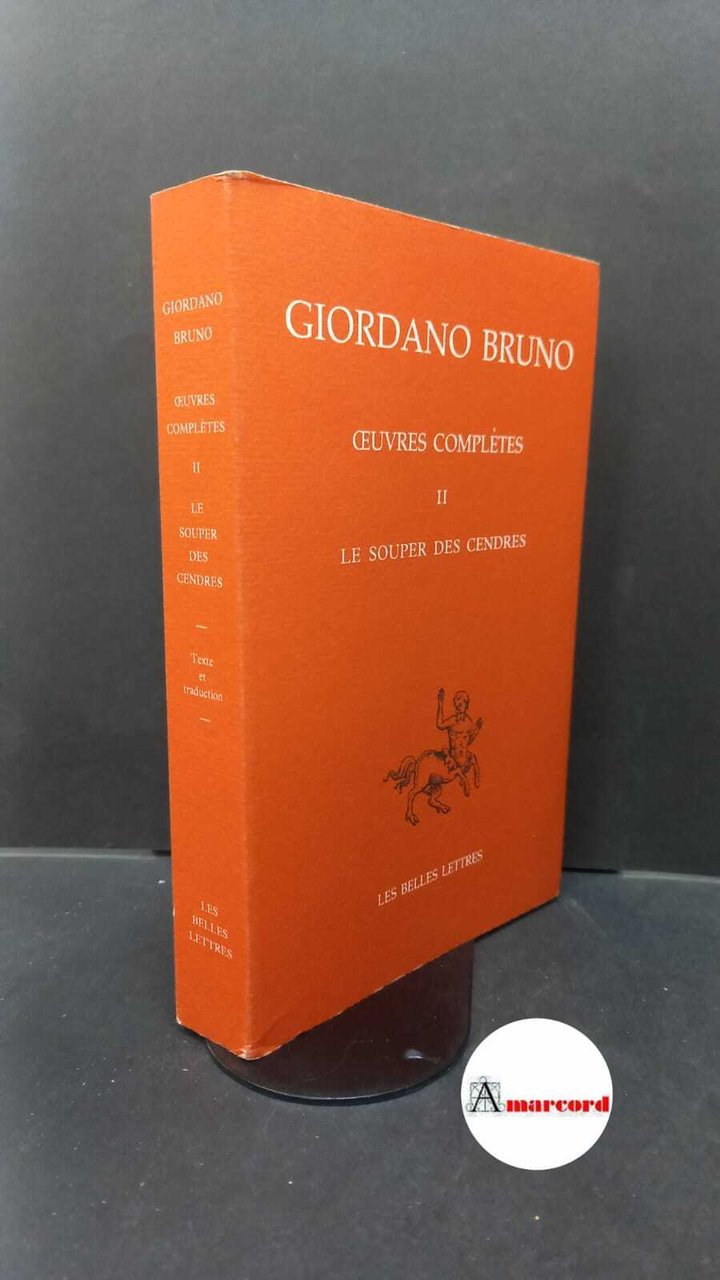 GIORDANO
BRUNO
ŒUVRES
COMPLÈTES
II
LE
SOUPER
DES
CENDRES
—
Texte
et
traduction
—
LES
BELLES
LETTRES
GIORDANO BRUNO
ŒUVRES COMPLÈTES
II
LE SOUPER DES CENDRES
LES BELLES LETTRES
Amarcord